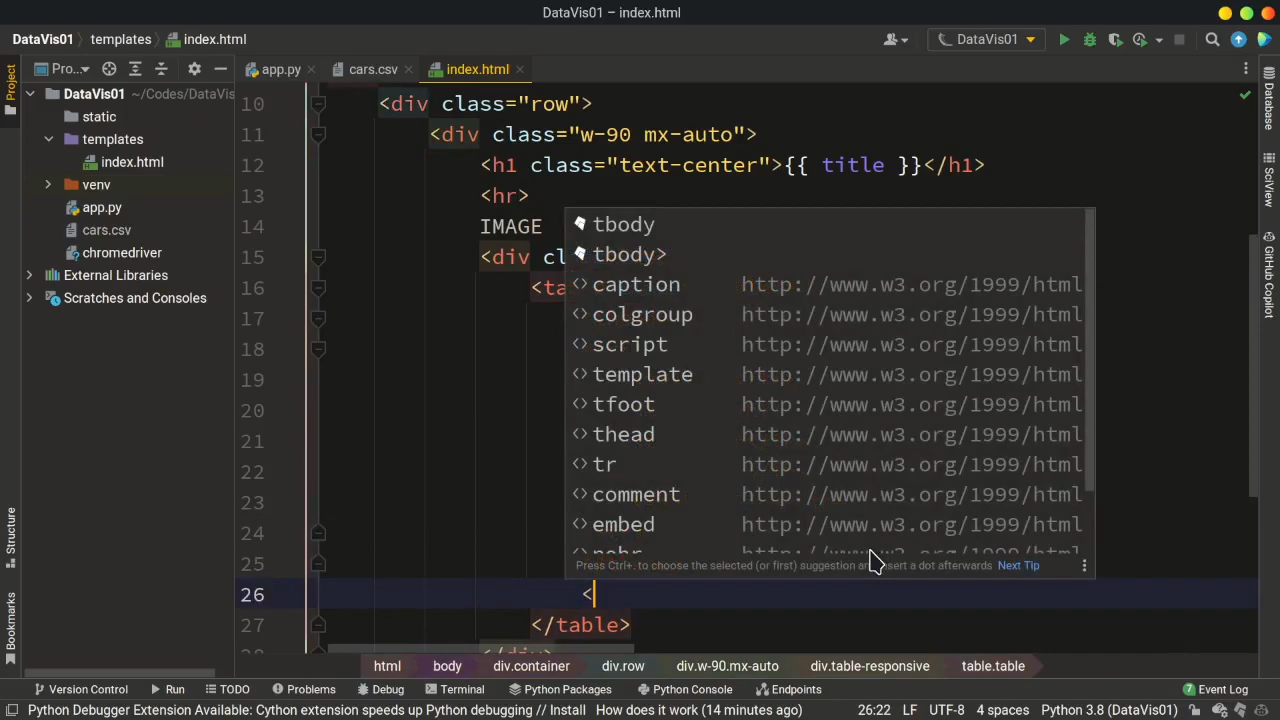 DataVis01 – index.html
DataVis01 templates index.html
DataVis01
Pro... app.py cars.csv index.html
Project
DataVis01 ~/Codes/DataVis
static
templates
index.html
venv
app.py
cars.csv
chromedriver
External Libraries
Scratches and Consoles
10 <div class="row">
11 <div class="w-90 mx-auto">
12 <h1 class="text-center">{{ title }}</h1>
13 <hr>
14 IMAGE
15 <div cl
16 <ta
17
18
19
20
21
22
23
24
25
26 <
27 </table>
</div>
tbody
tbody>
caption http://www.w3.org/1999/html
colgroup http://www.w3.org/1999/html
script http://www.w3.org/1999/html
template http://www.w3.org/1999/html
tfoot http://www.w3.org/1999/html
thead http://www.w3.org/1999/html
tr http://www.w3.org/1999/html
comment http://www.w3.org/1999/html
embed http://www.w3.org/1999/html
Press Ctrl+. to choose the selected (or first) suggestion and insert a dot afterwards Next Tip
Database
SciView
GitHub Copilot
Structure
Bookmarks
html body div.container div.row div.w-90.mx-auto div.table-responsive table.table
Version Control Run TODO Problems Debug Terminal Python Packages Python Console Endpoints 7 Event Log
Python Debugger Extension Available: Cython extension speeds up Python debugging // Install How does it work (14 minutes ago) 26:22 LF UTF-8 4 spaces Python 3.8 (DataVis01)